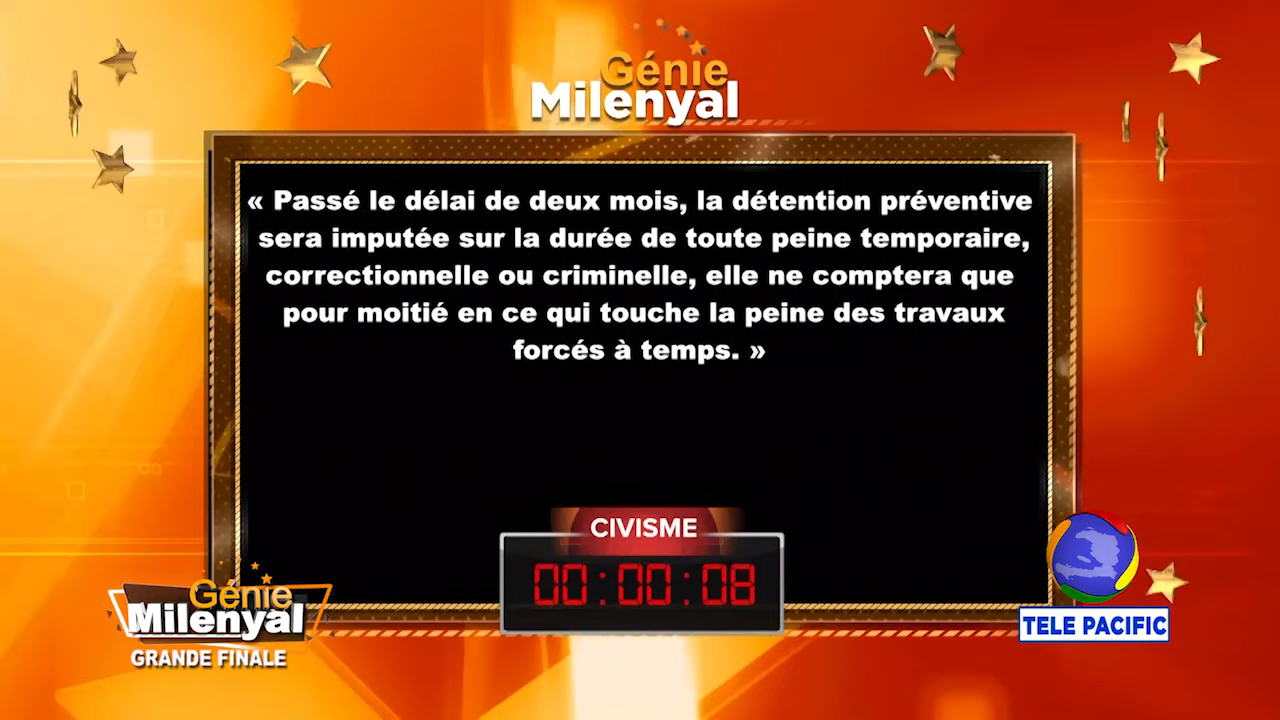 Génie
Milenyal
« Passé le délai de deux mois, la détention préventive
sera imputée sur la durée de toute peine temporaire,
correctionnelle ou criminelle, elle ne comptera que
pour moitié en ce qui touche la peine des travaux
forcés à temps. »
CIVISME
00:00:08
Génie
Milenyal
GRANDE FINALE
TELE PACIFIC